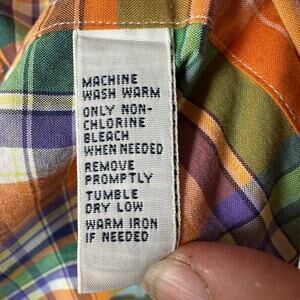 MACHINE
WASH WARM
ONLY NON-
CHLORINE
BLEACH
WHEN NEEDED
REMOVE
PROMPTLY
TUMBLE
DRY LOW
WARM IRON
IF NEEDED